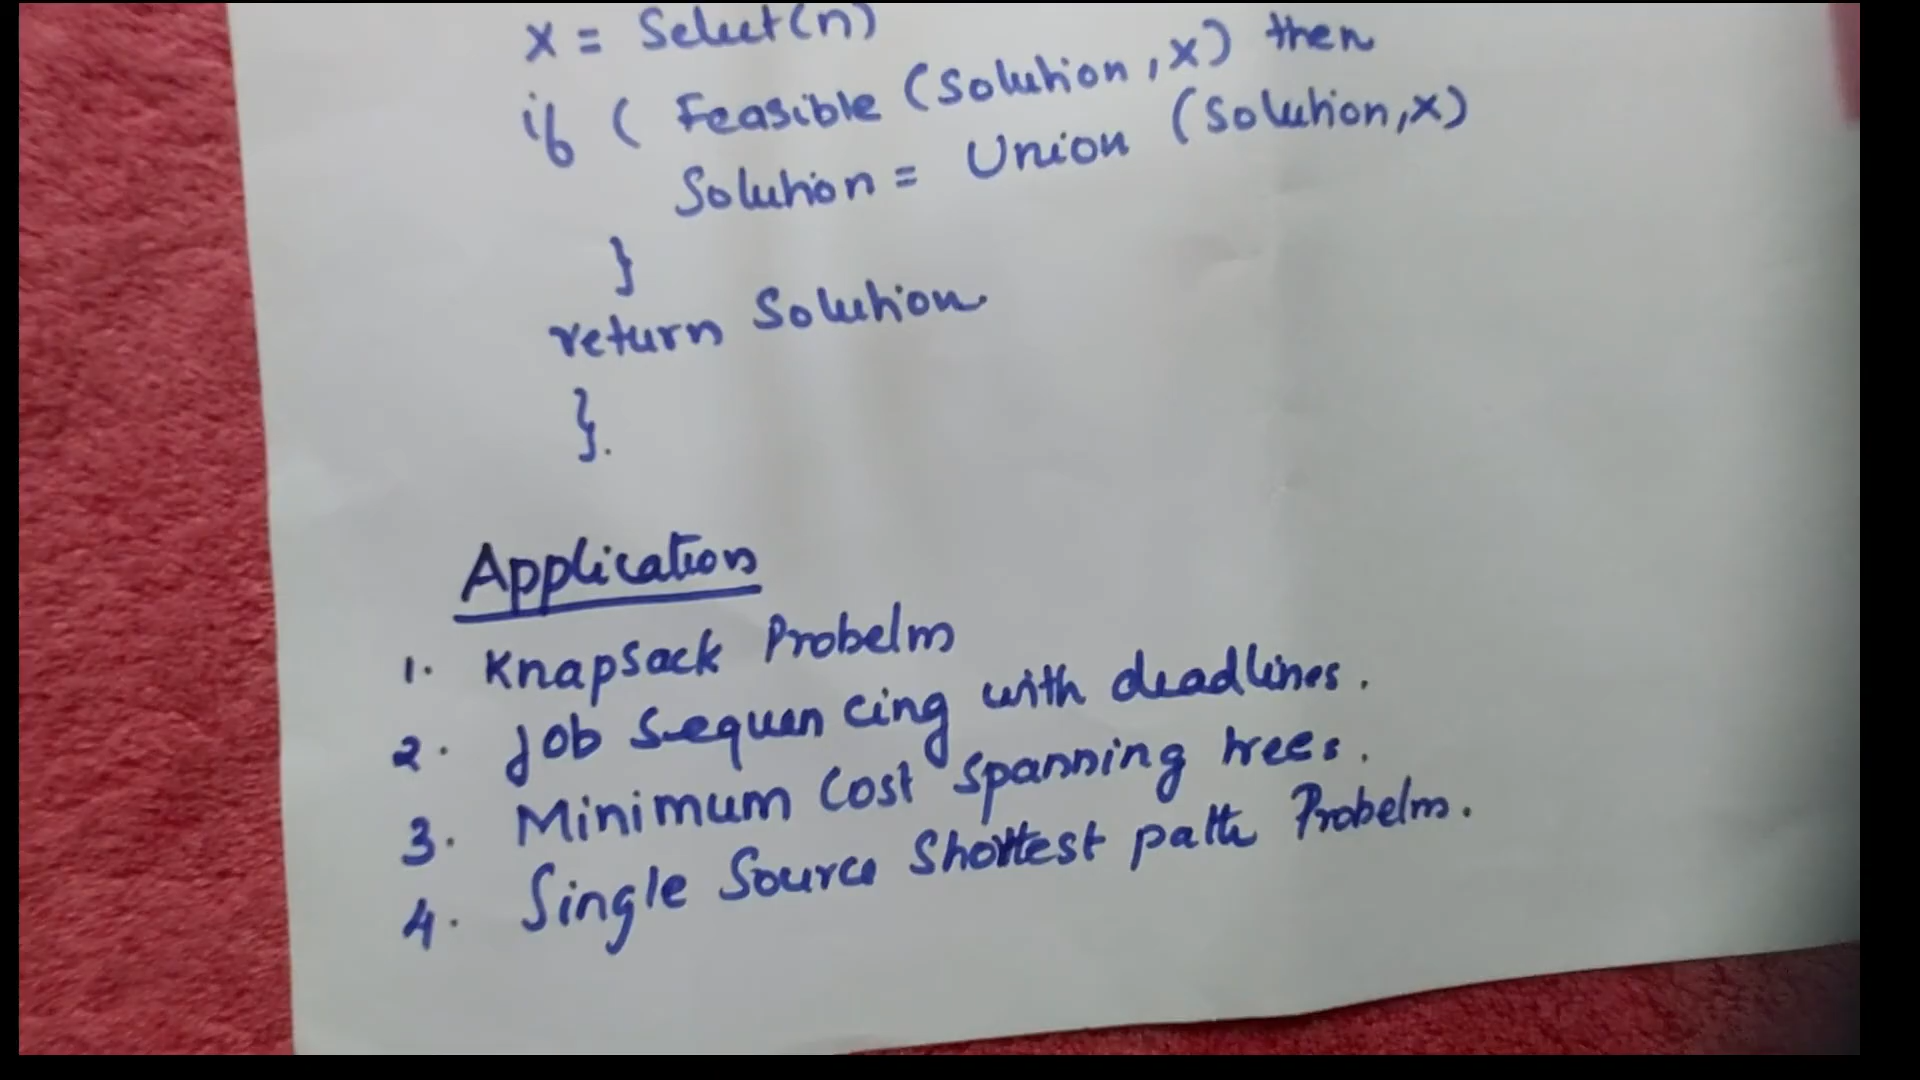 x = Select(n)
if ( Feasible (Solution, x) then
Solution = Union (Solution, x)
}
return Solution
}.
Application
1. Knapsack Probelm
2. Job Sequencing with deadlines.
3. Minimum Cost Spanning trees.
4. Single Source Shortest path Probelm.